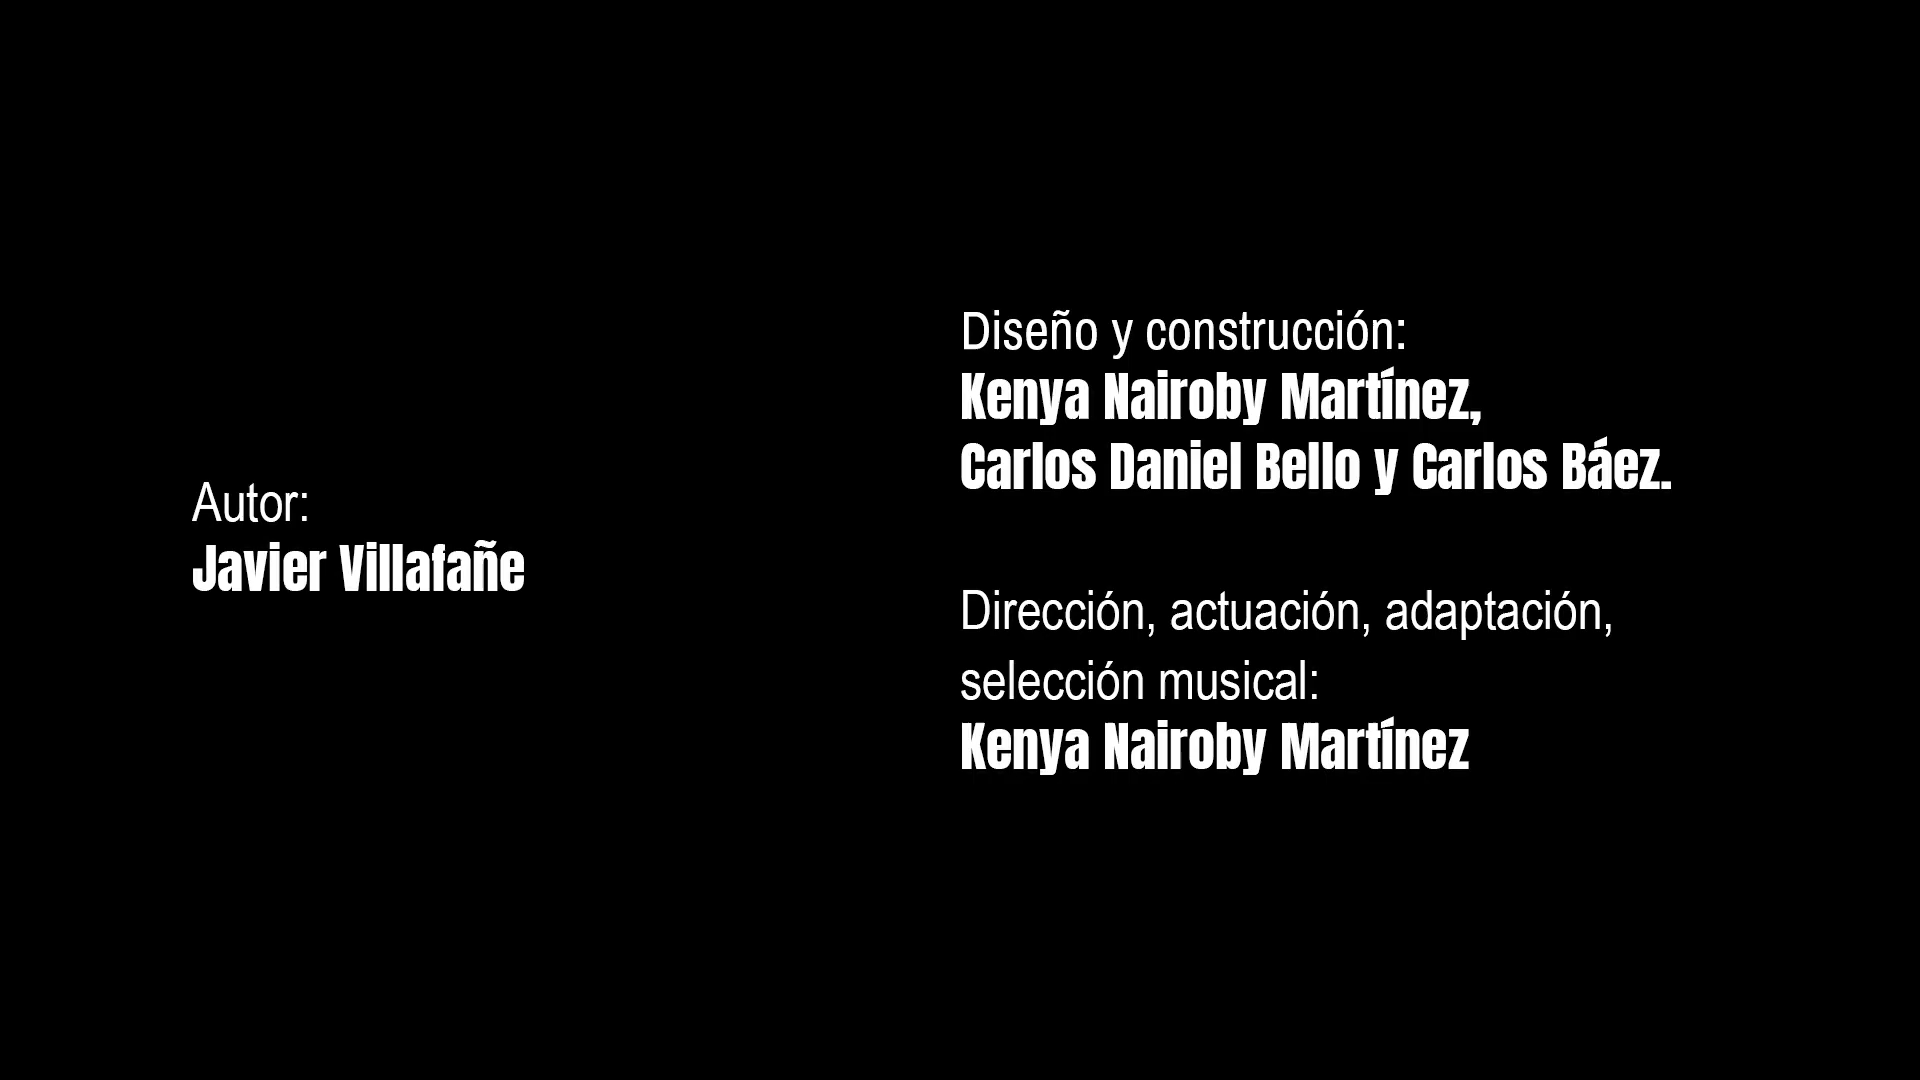 Autor:
Javier Villafañe
Diseño y construcción:
Kenya Nairoby Martínez,
Carlos Daniel Bello y Carlos Báez.
Dirección, actuación, adaptación,
selección musical:
Kenya Nairoby Martínez